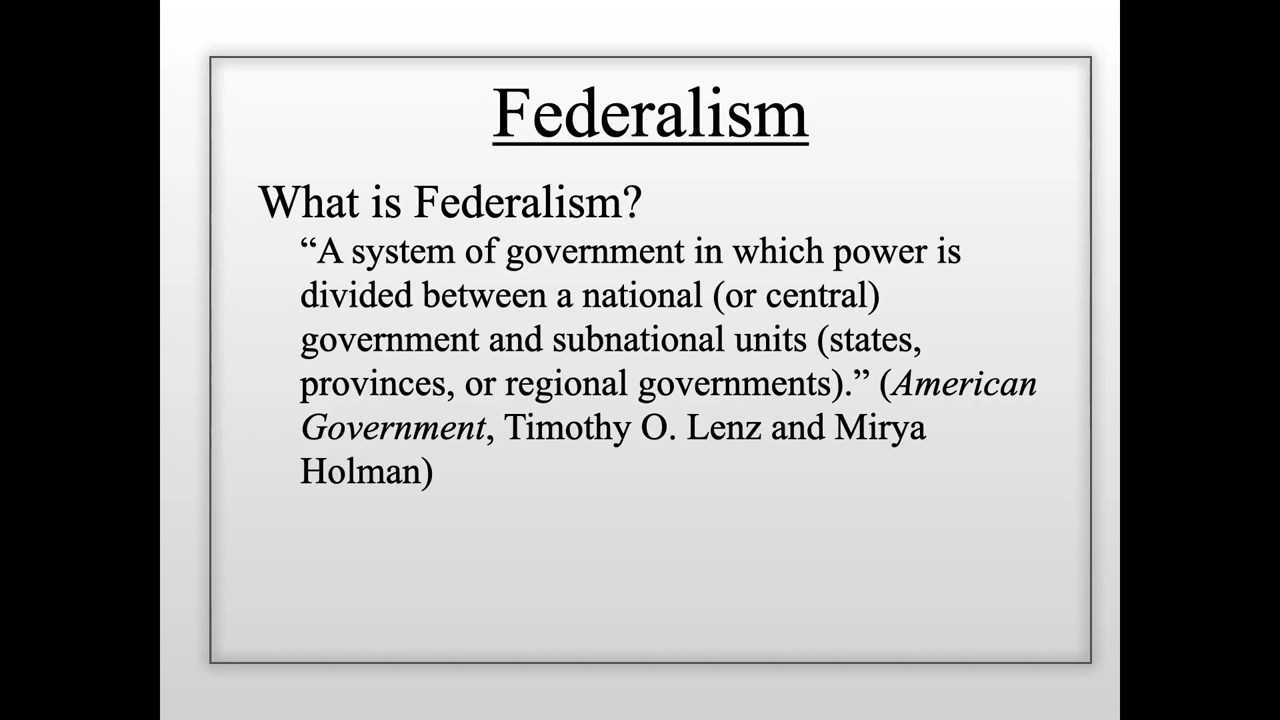 Federalism
What is Federalism?
“A system of government in which power is
divided between a national (or central)
government and subnational units (states,
provinces, or regional governments).” (American
Government, Timothy O. Lenz and Mirya
Holman)